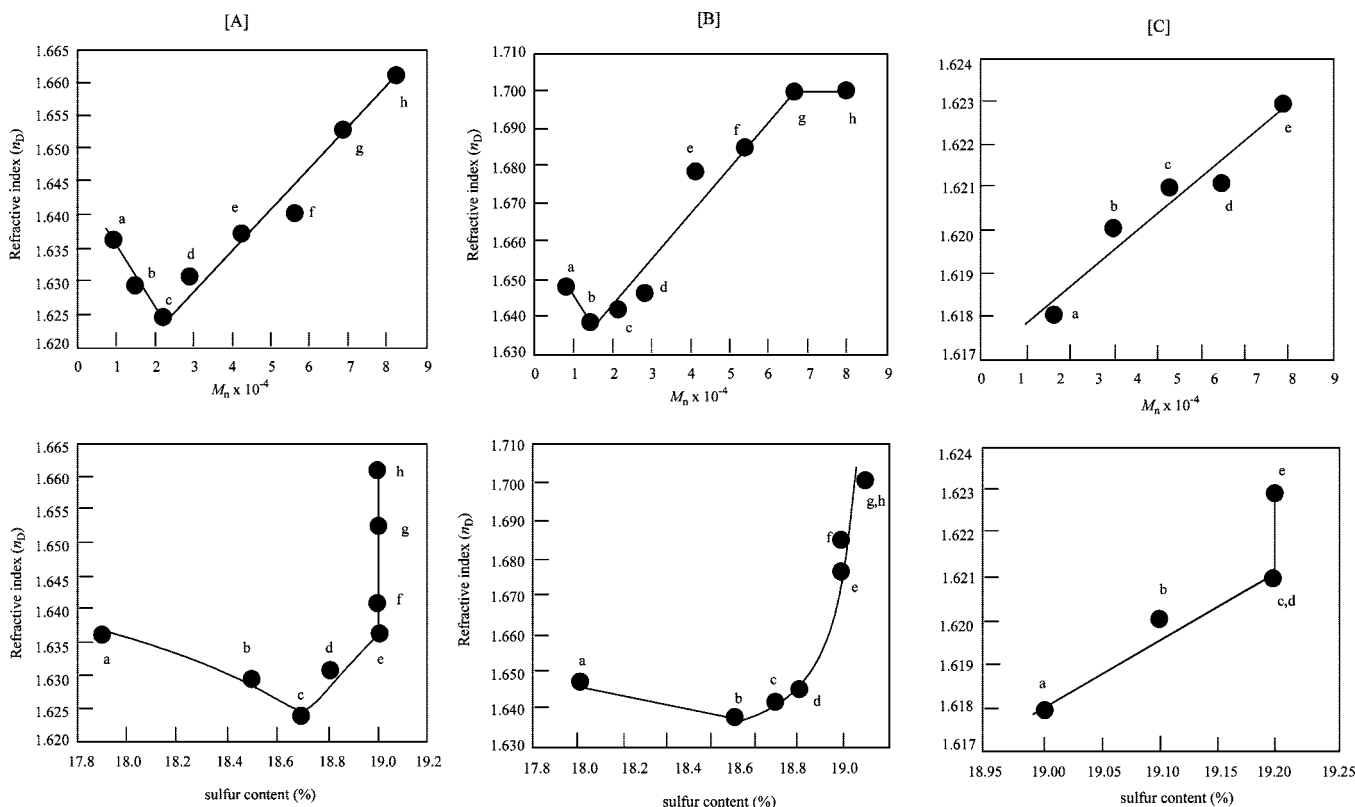 [A]
1.665
1.660
1.655
1.650
1.645
1.640
1.635
1.630
1.625
1.620
Refractive index (nD)
a
b
c
d
e
f
g
h
0 1 2 3 4 5 6 7 8 9
Mn x 10-4
[B]
1.710
1.700
1.690
1.680
1.670
1.660
1.650
1.640
1.630
Refractive index (nD)
a
b
c
d
e
f
g
h
0 1 2 3 4 5 6 7 8 9
Mn x 10-4
[C]
1.624
1.623
1.622
1.621
1.620
1.619
1.618
1.617
a
b
c
d
e
0 1 2 3 4 5 6 7 8 9
Mn x 10-4
1.665
1.660
1.655
1.650
1.645
1.640
1.635
1.630
1.625
1.620
Refractive index (nD)
a
b
c
d
e
f
g
h
17.8 18.0 18.2 18.4 18.6 18.8 19.0 19.2
sulfur content (%)
1.710
1.700
1.690
1.680
1.670
1.660
1.650
1.640
1.630
Refractive index (nD)
a
b
c
d
e
f
g,h
17.8 18.0 18.2 18.4 18.6 18.8 19.0
sulfur content (%)
1.624
1.623
1.622
1.621
1.620
1.619
1.618
1.617
a
b
c,d
e
18.95 19.00 19.05 19.10 19.15 19.20 19.25
sulfur content (%)